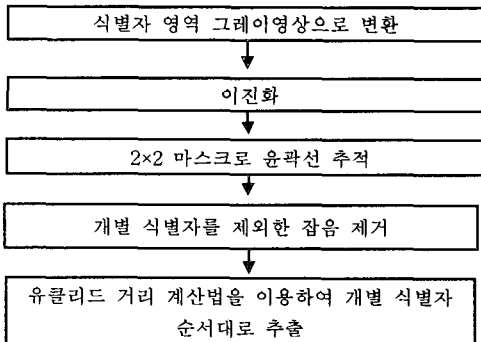 식별자 영역 그레이영상으로 변환
이진화
2×2 마스크로 윤곽선 추적
개별 식별자를 제외한 잡음 제거
유클리드 거리 계산법을 이용하여 개별 식별자
순서대로 추출